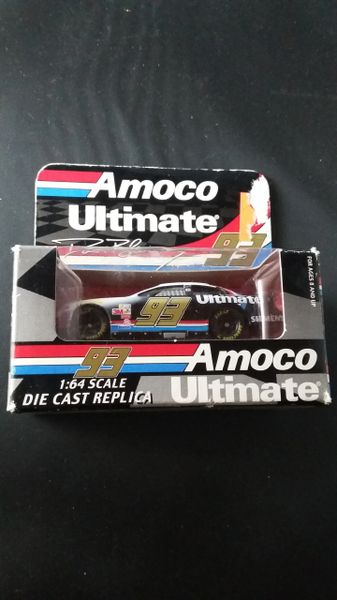 Amoco
Ultimate
93
FOR AGES 8 AND UP
93
Ultimate
SIEMENS
93
Amoco
1:64 SCALE
DIE CAST REPLICA
Ultimate